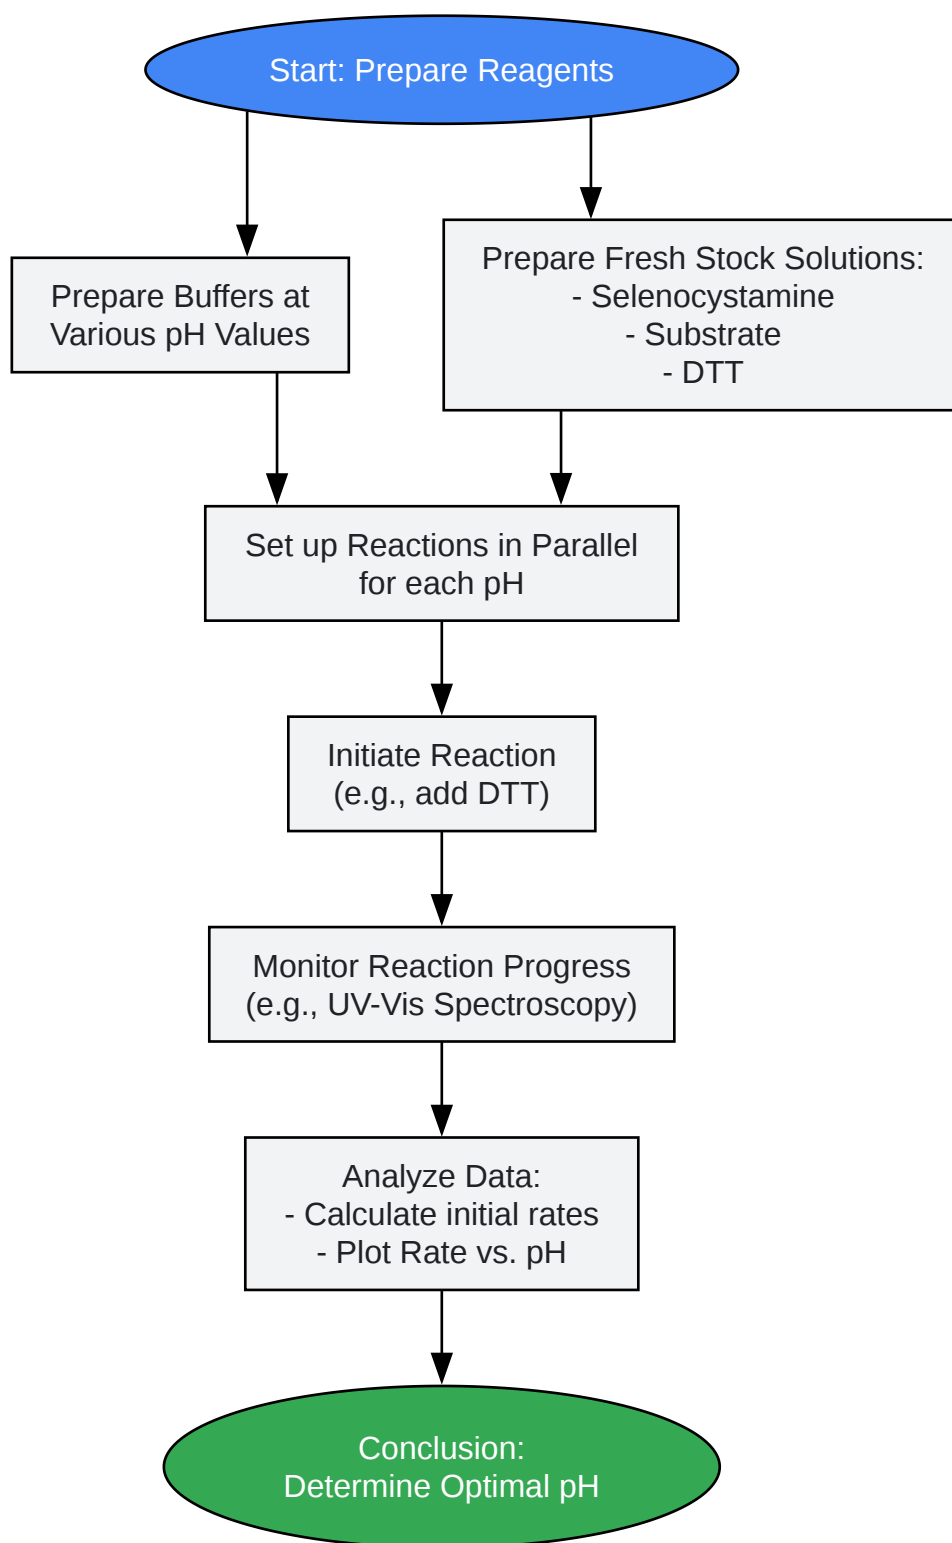 Start: Prepare Reagents
Prepare Buffers at
Various pH Values
Prepare Fresh Stock Solutions:
- Selenocystamine
- Substrate
- DTT
Set up Reactions in Parallel
for each pH
Initiate Reaction
(e.g., add DTT)
Monitor Reaction Progress
(e.g., UV-Vis Spectroscopy)
Analyze Data:
- Calculate initial rates
- Plot Rate vs. pH
Conclusion:
Determine Optimal pH